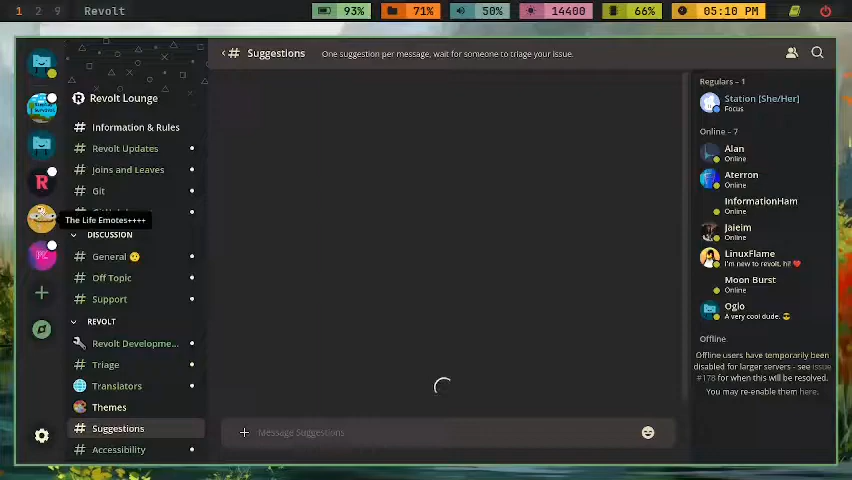 1 2 9 Revolt 93% 71% 50% 14400 66% 05:10 PM
# Suggestions One suggestion per message, wait for someone to triage your issue.
Revolt Lounge
# Information & Rules
# Revolt Updates
# Joins and Leaves
# Git
The Life Emotes++++
DISCUSSION
# General 🤨
# Off Topic
# Support
REVOLT
Revolt Developme...
# Triage
Translators
Themes
# Suggestions
# Accessibility
+ Message Suggestions
Regulars – 1
Station [She/Her]
Focus
Online – 7
Alan
Online
Aterron
Online
InformationHam
Online
Jaieim
Online
LinuxFlame
I'm new to revolt, hi! ❤️
Moon Burst
Online
Oglo
A very cool dude. 😎
Offline
Offline users have temporarily been
disabled for larger servers - see issue
#178 for when this will be resolved.
You may re-enable them here.